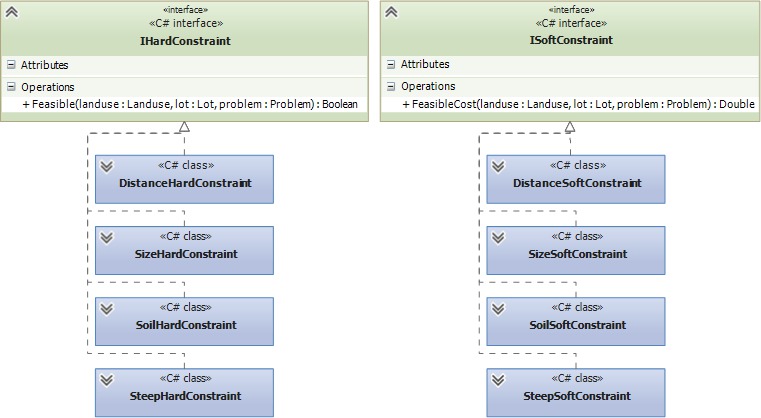 «interface»
«C# interface»
IHardConstraint
Attributes
Operations
+ Feasible(landuse : Landuse, lot : Lot, problem : Problem) : Boolean
«C# class»
DistanceHardConstraint
«C# class»
SizeHardConstraint
«C# class»
SoilHardConstraint
«C# class»
SteepHardConstraint
«interface»
«C# interface»
ISoftConstraint
Attributes
Operations
+ FeasibleCost(landuse : Landuse, lot : Lot, problem : Problem) : Double
«C# class»
DistanceSoftConstraint
«C# class»
SizeSoftConstraint
«C# class»
SoilSoftConstraint
«C# class»
SteepSoftConstraint